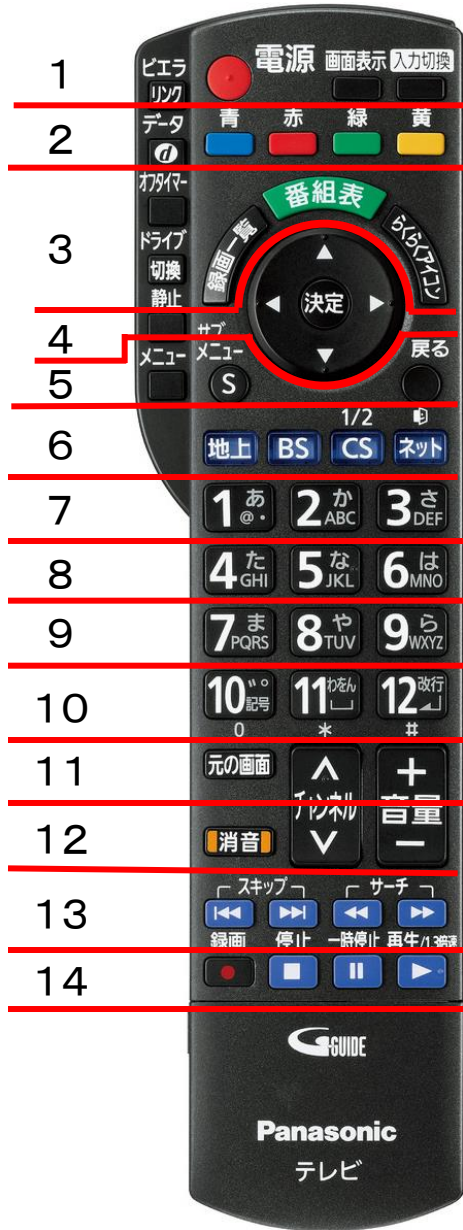 電源 画面表示 入力切換
1 ビエラ
リンク
青 赤 緑 黄
2 データ
d
オフタイマー
番組表
3 録画一覧 らくらくアイコン
ドライブ
切換
決定
静止
4 サブ
メニュー メニュー 戻る
5 S
1/2
6 地上 BS CS ネット
7 1 あ @・ 2 か ABC 3 さ DEF
8 4 た GHI 5 な JKL 6 は MNO
9 7 ま PQRS 8 や TUV 9 ら WXYZ
10 10 ゛゜ 記号 11 わをん 12 改行
0 * #
11 元の画面 + 
チャンネル 音量
12 消音 −
スキップ サーチ
13
録画 停止 一時停止 再生/1.3倍速
14
G-GUIDE
Panasonic
テレビ